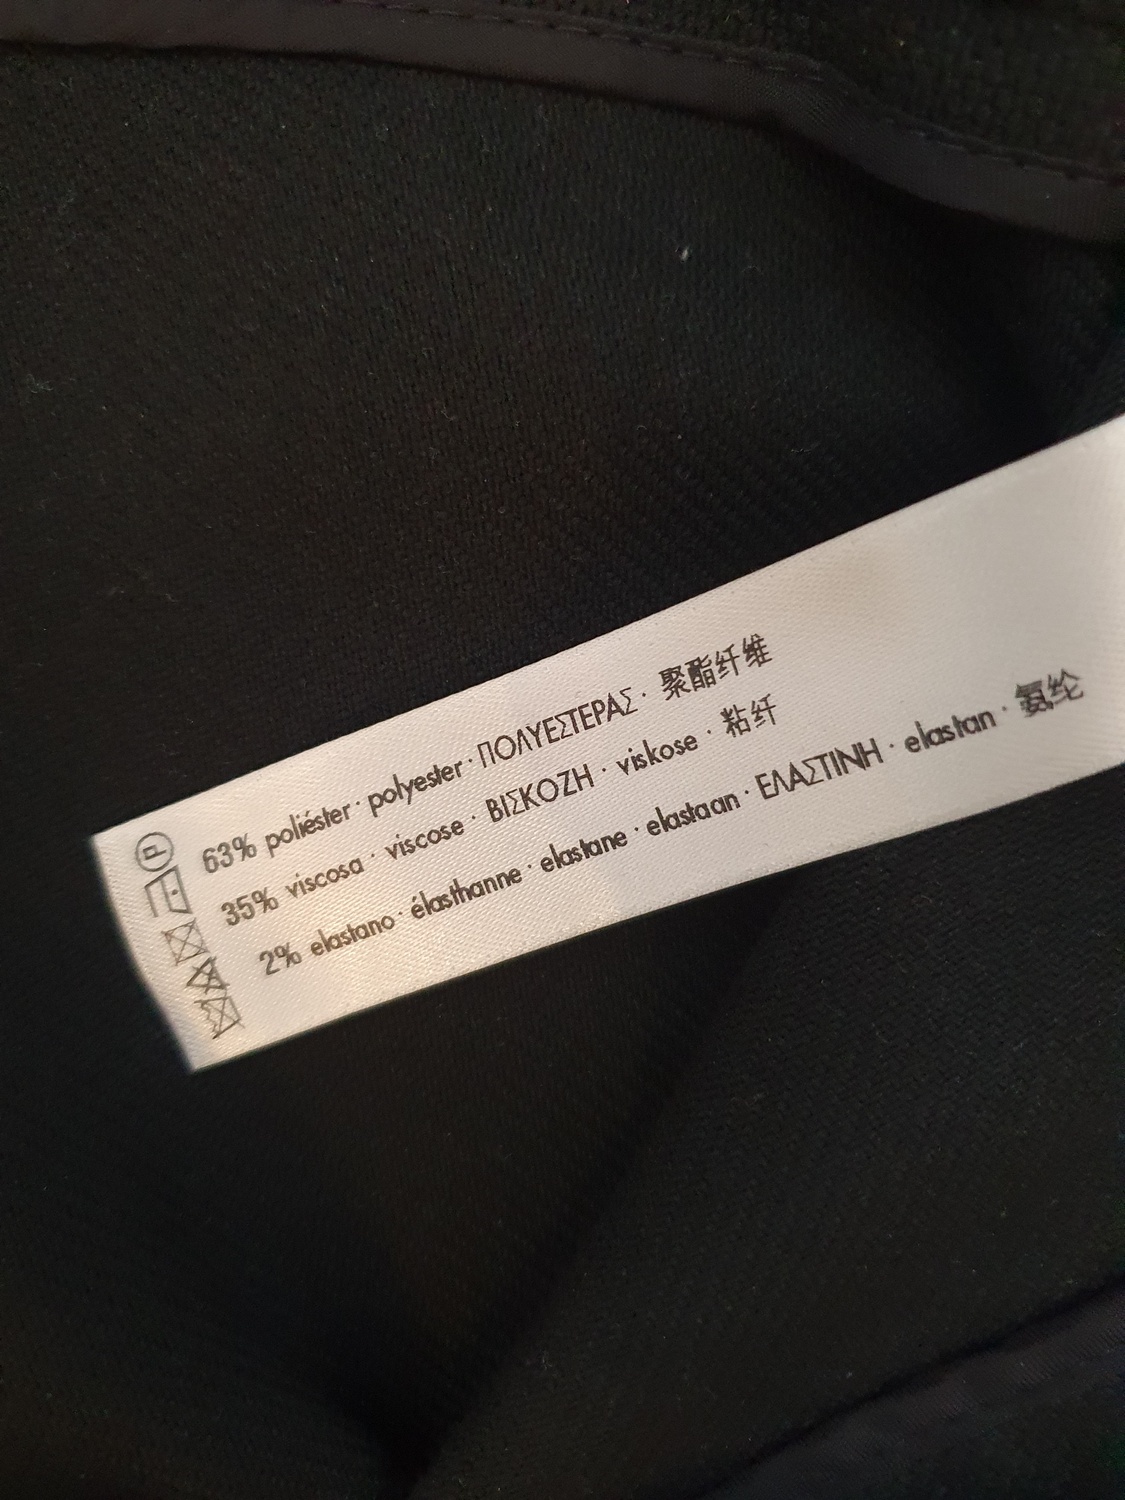 63% poliéster · polyester · ΠΟΛΥΕΣΤΕΡΑΣ · 聚酯纤维
35% viscosa · viscose · ΒΙΣΚΟΖΗ · viskose · 粘纤
2% elastano · élasthanne · elastane · elastaan · ΕΛΑΣΤΙΝΗ · elastan · 氨纶
P